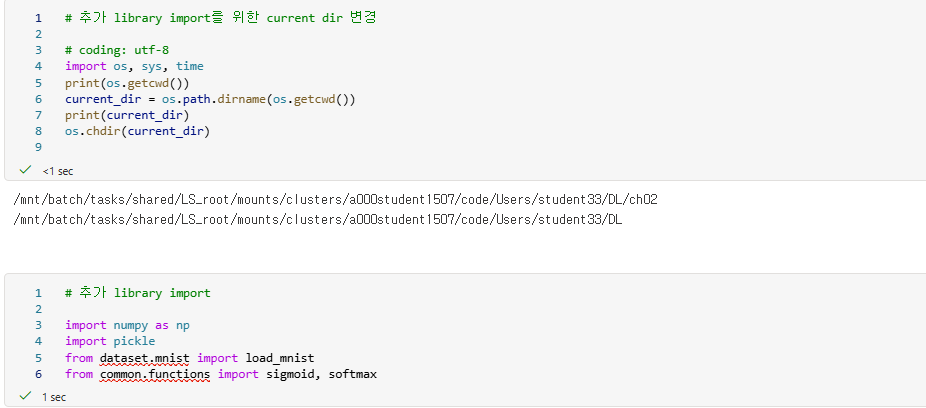 1 # 추가 library import를 위한 current dir 변경
2
3 # coding: utf-8
4 import os, sys, time
5 print(os.getcwd())
6 current_dir = os.path.dirname(os.getcwd())
7 print(current_dir)
8 os.chdir(current_dir)
9
<1 sec
/mnt/batch/tasks/shared/LS_root/mounts/clusters/a000student1507/code/Users/student33/DL/ch02
/mnt/batch/tasks/shared/LS_root/mounts/clusters/a000student1507/code/Users/student33/DL
1 # 추가 library import
2
3 import numpy as np
4 import pickle
5 from dataset.mnist import load_mnist
6 from common.functions import sigmoid, softmax
1 sec